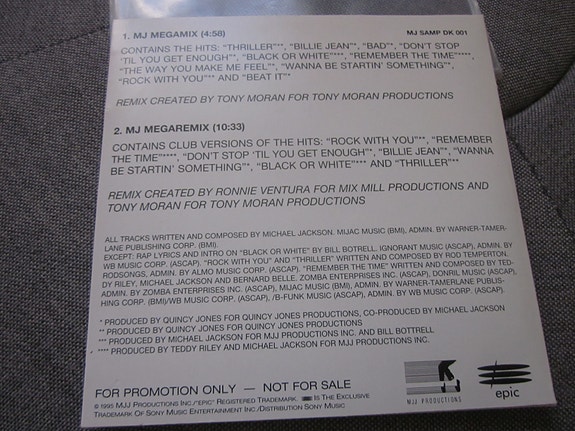 1. MJ MEGAMIX (4:58)
MJ SAMP DK 001
CONTAINS THE HITS: "THRILLER"**, "BILLIE JEAN"*, "BAD"*, "DON'T STOP
'TIL YOU GET ENOUGH"*, "BLACK OR WHITE"***, "REMEMBER THE TIME"****,
"THE WAY YOU MAKE ME FEEL"*, "WANNA BE STARTIN' SOMETHING"*,
"ROCK WITH YOU"** AND "BEAT IT"*
REMIX CREATED BY TONY MORAN FOR TONY MORAN PRODUCTIONS
2. MJ MEGAREMIX (10:33)
CONTAINS CLUB VERSIONS OF THE HITS: "ROCK WITH YOU"**, "REMEMBER
THE TIME"****, "DON'T STOP 'TIL YOU GET ENOUGH"*, "BILLIE JEAN"*, "WANNA
BE STARTIN' SOMETHING"*, "BLACK OR WHITE"*** AND "THRILLER"**
REMIX CREATED BY RONNIE VENTURA FOR MIX MILL PRODUCTIONS AND
TONY MORAN FOR TONY MORAN PRODUCTIONS
ALL TRACKS WRITTEN AND COMPOSED BY MICHAEL JACKSON. MIJAC MUSIC (BMI), ADMIN. BY WARNER-TAMER-
LANE PUBLISHING CORP. (BMI).
EXCEPT: RAP LYRICS AND INTRO ON "BLACK OR WHITE" BY BILL BOTRELL. IGNORANT MUSIC (ASCAP), ADMIN. BY
WB MUSIC CORP. (ASCAP). "ROCK WITH YOU" AND "THRILLER" WRITTEN AND COMPOSED BY ROD TEMPERTON.
RODSONGS, ADMIN. BY ALMO MUSIC CORP. (ASCAP). "REMEMBER THE TIME" WRITTEN AND COMPOSED BY TED-
DY RILEY, MICHAEL JACKSON AND BERNARD BELLE. ZOMBA ENTERPRISES INC. (ASCAP), DONRIL MUSIC (ASCAP),
ADMIN. BY ZOMBA ENTERPRISES INC. (ASCAP), MIJAC MUSIC (BMI), ADMIN. BY WARNER-TAMERLANE PUBLISH-
ING CORP. (BMI)/WB MUSIC CORP. (ASCAP), /B-FUNK MUSIC (ASCAP), ADMIN. BY WB MUSIC CORP. (ASCAP).
* PRODUCED BY QUINCY JONES FOR QUINCY JONES PRODUCTIONS, CO-PRODUCED BY MICHAEL JACKSON
** PRODUCED BY QUINCY JONES FOR QUINCY JONES PRODUCTIONS
*** PRODUCED BY MICHAEL JACKSON FOR MJJ PRODUCTIONS INC. AND BILL BOTTRELL
**** PRODUCED BY TEDDY RILEY AND MICHAEL JACKSON FOR MJJ PRODUCTIONS INC.
FOR PROMOTION ONLY — NOT FOR SALE
© 1995 MJJ PRODUCTIONS INC./"EPIC" REGISTERED TRADEMARK. IS THE EXCLUSIVE
TRADEMARK OF SONY MUSIC ENTERTAINMENT INC./DISTRIBUTION SONY MUSIC
MJJ PRODUCTIONS
epic